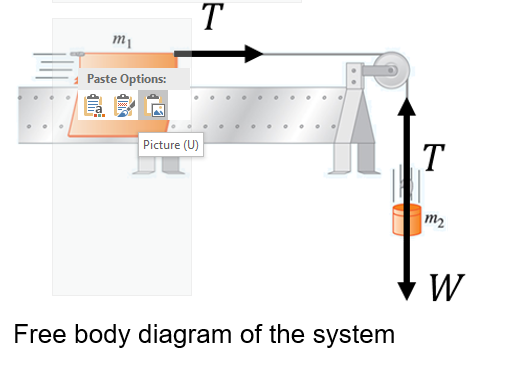 T
m₁
Paste Options:
a
Picture (U)
T
m₂
W
Free body diagram of the system